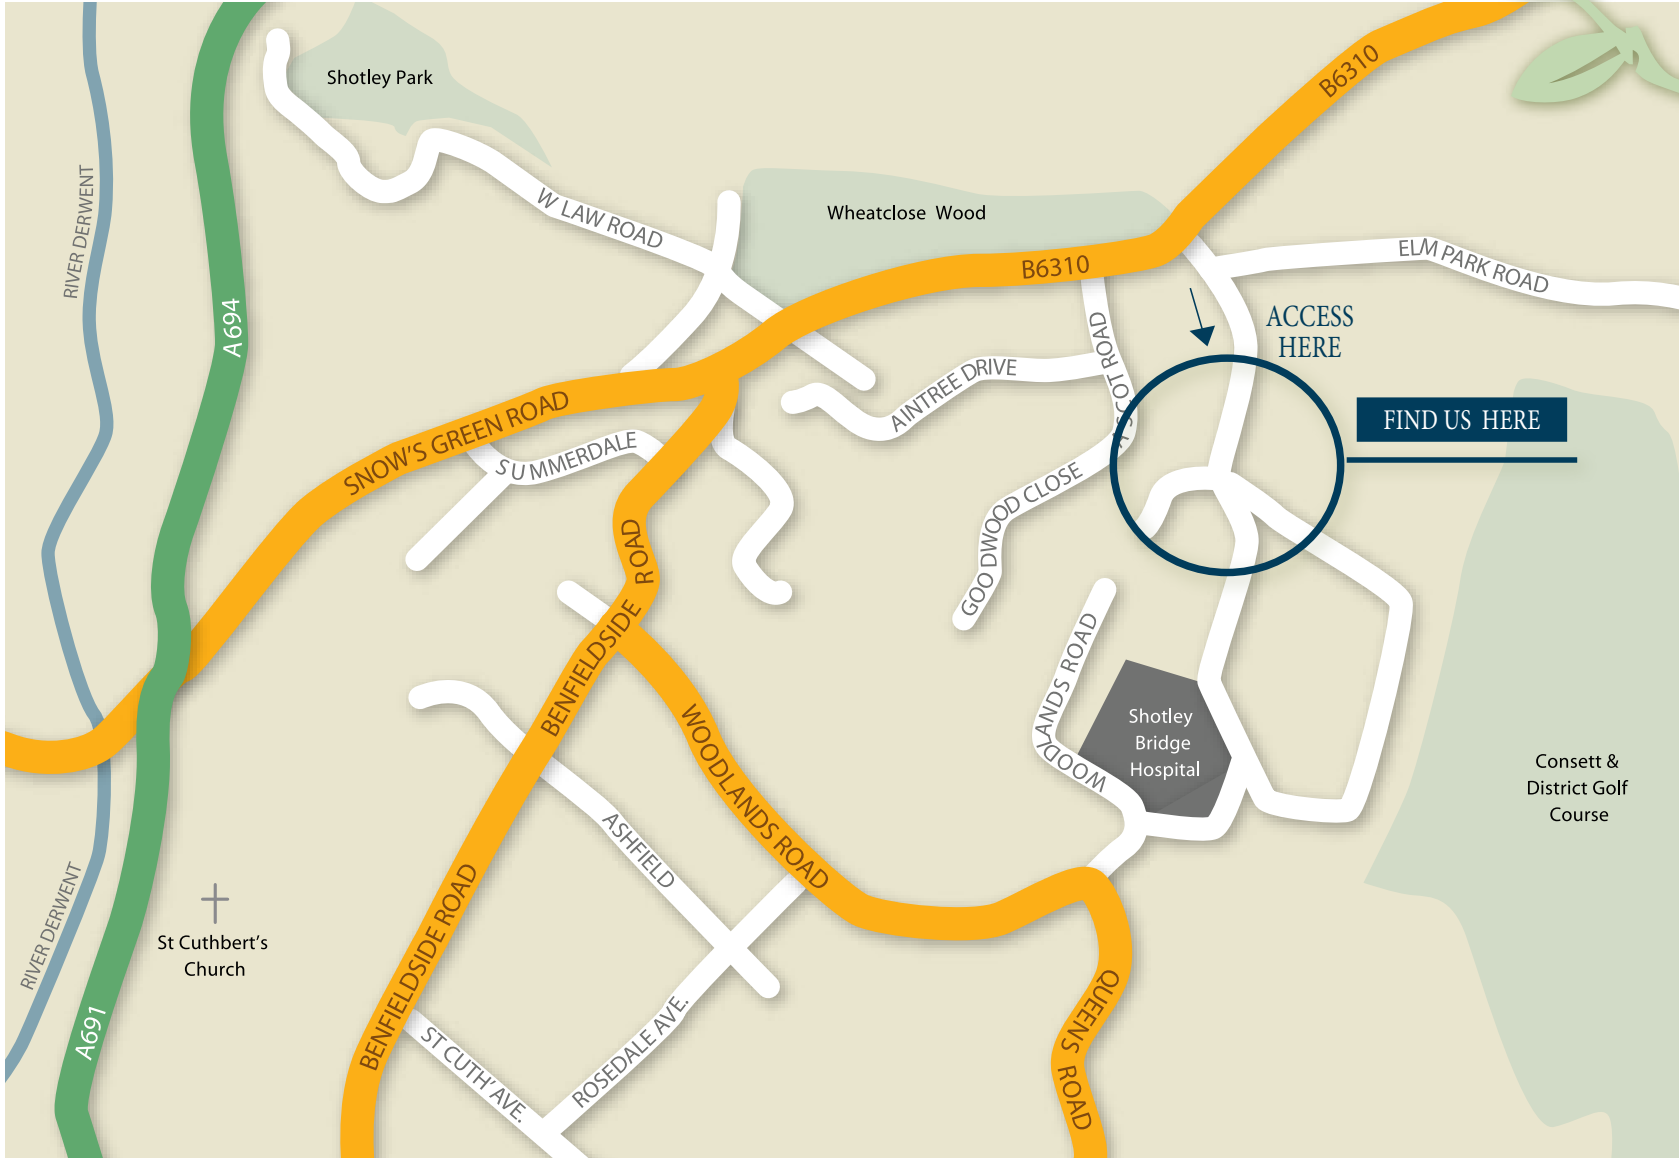 Shotley Park
B6310
RIVER DERWENT
W LAW ROAD
Wheatclose Wood
B6310
ELM PARK ROAD
A694
ACCESS
HERE
ASCOT ROAD
AINTREE DRIVE
SNOW'S GREEN ROAD
FIND US HERE
SUMMERDALE
GOODWOOD CLOSE
BENFIELDSIDE ROAD
WOODLANDS ROAD
WOODLANDS ROAD
Shotley
Bridge
Hospital
Consett &
District Golf
Course
ASHFIELD
RIVER DERWENT
St Cuthbert's
Church
BENFIELDSIDE ROAD
A691
ST CUTH' AVE.
ROSEDALE AVE.
QUEENS ROAD